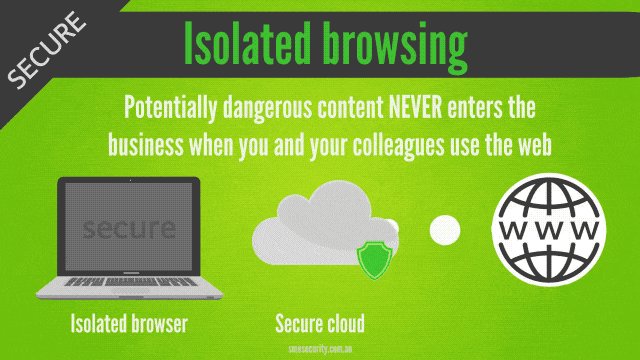 SECURE
Isolated browsing
Potentially dangerous content NEVER enters the
business when you and your colleagues use the web
secure
WWW
Isolated browser
Secure cloud
smesecurity.com.au